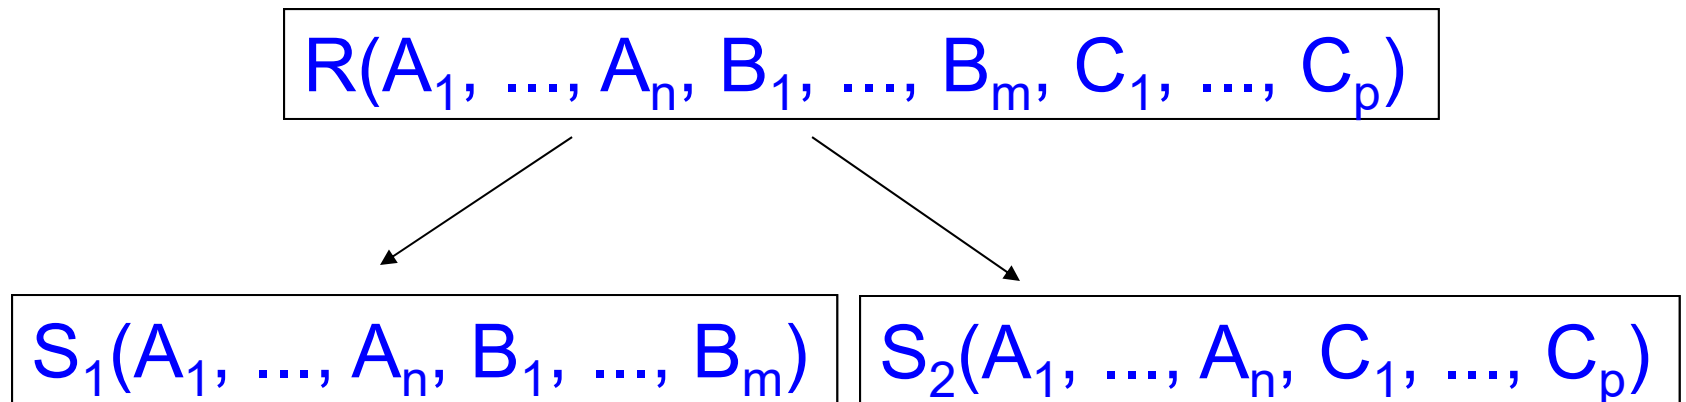 R(A₁, ..., Aₙ, B₁, ..., Bₘ, C₁, ..., Cₚ)
S₁(A₁, ..., Aₙ, B₁, ..., Bₘ)
S₂(A₁, ..., Aₙ, C₁, ..., Cₚ)